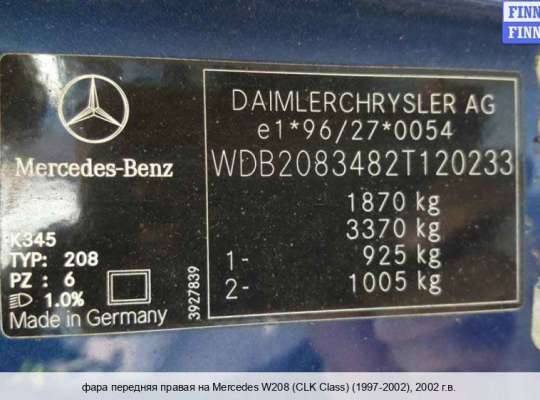 FINN
FINN
DAIMLERCHRYSLER AG
e1*96/27*0054
Mercedes-Benz
WDB2083482T120233
1870 kg
3370 kg
1- 925 kg
2- 1005 kg
K345
TYP: 208
PZ : 6
1.0%
Made in Germany
3927839
фара передняя правая на Mercedes W208 (CLK Class) (1997-2002), 2002 г.в.